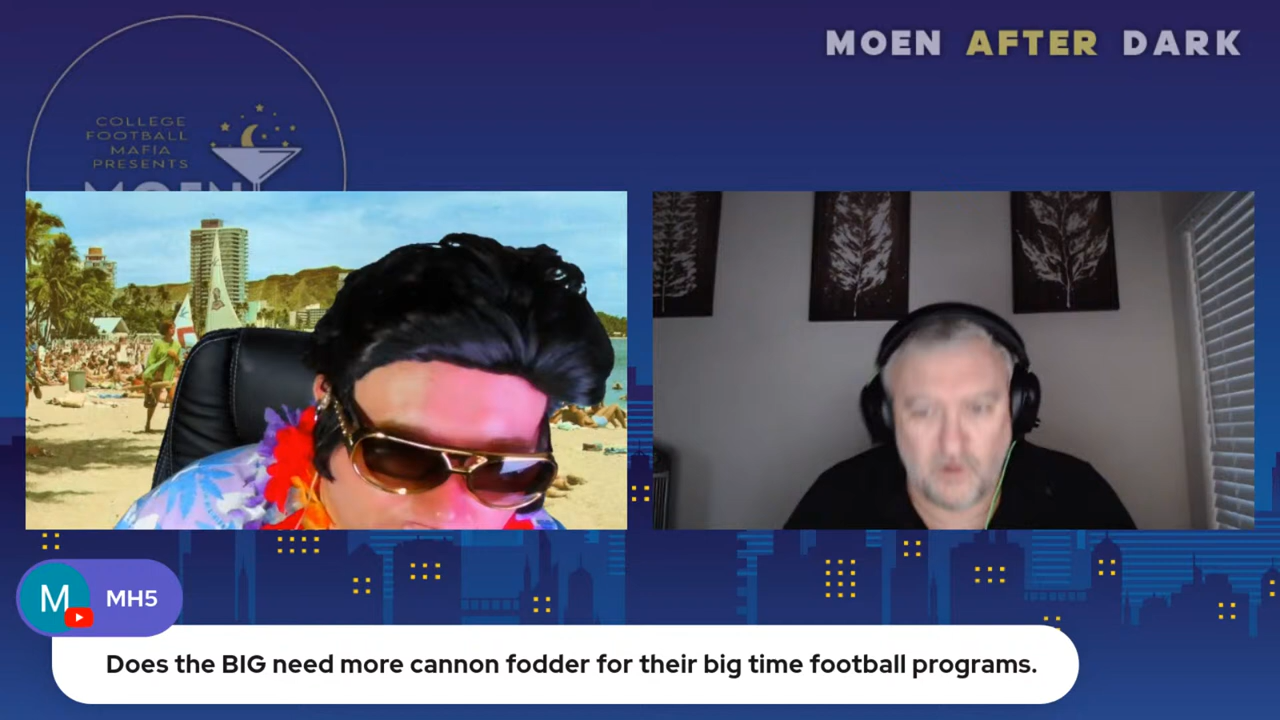 MOEN AFTER DARK
COLLEGE
FOOTBALL
MAFIA
PRESENTS
MOEN
M
MH5
Does the BIG need more cannon fodder for their big time football programs.